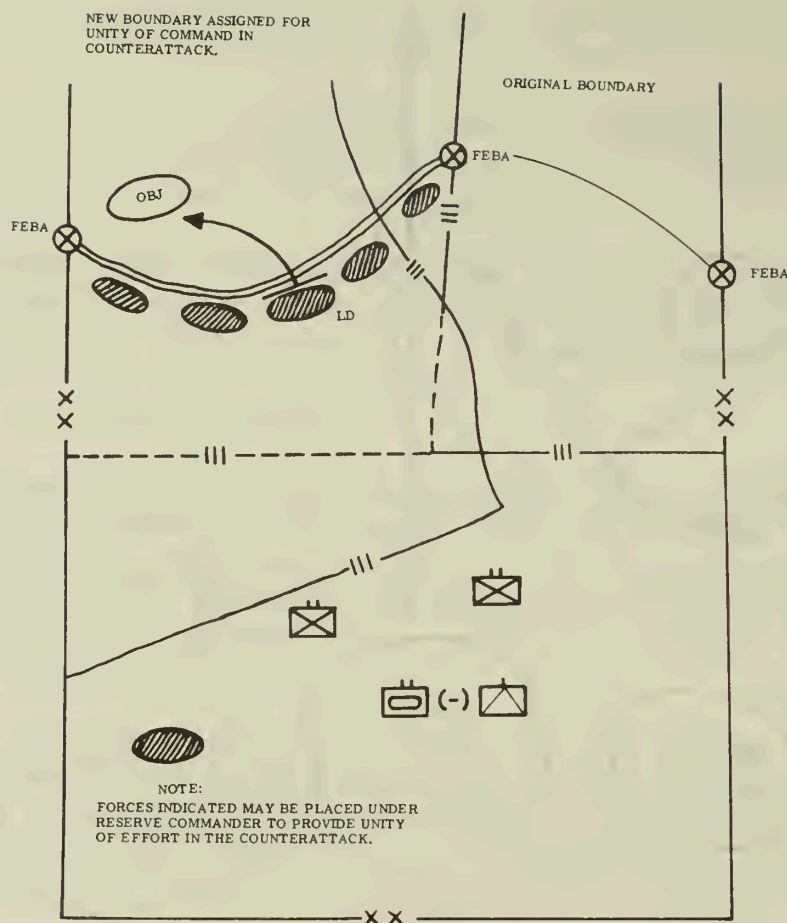 NEW BOUNDARY ASSIGNED FOR
UNITY OF COMMAND IN
COUNTERATTACK.
ORIGINAL BOUNDARY
FEBA
OBJ
FEBA
FEBA
LD
(-)
NOTE:
FORCES INDICATED MAY BE PLACED UNDER
RESERVE COMMANDER TO PROVIDE UNITY
OF EFFORT IN THE COUNTERATTACK.